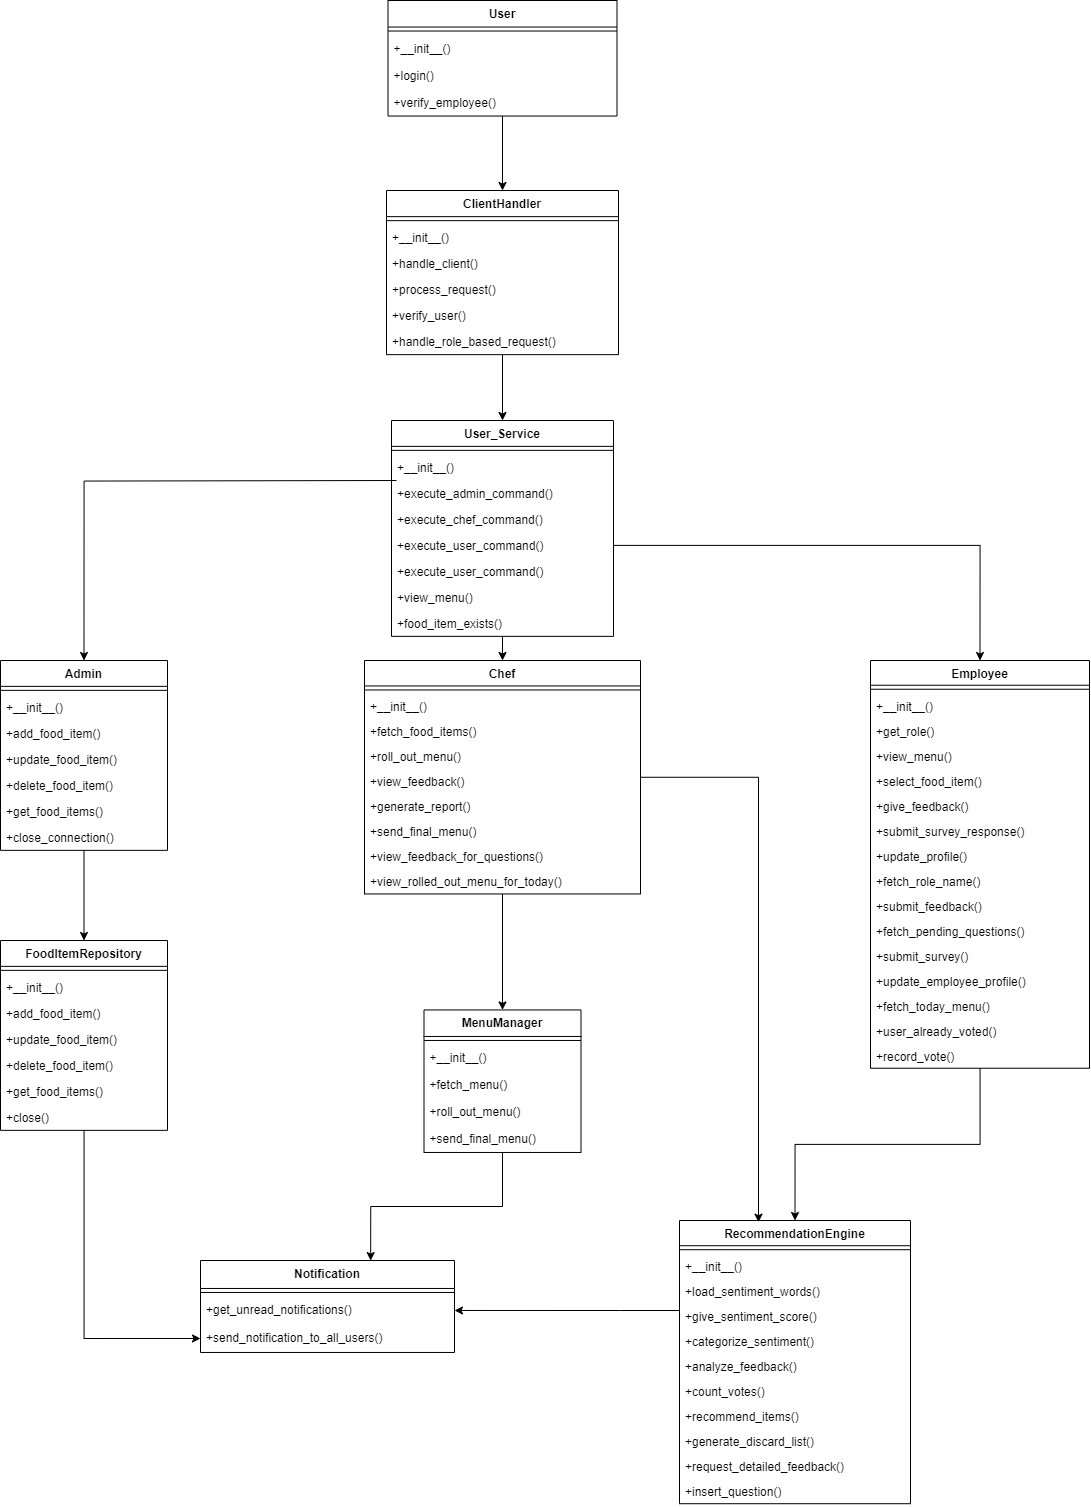 User
+__init__()
+login()
+verify_employee()
ClientHandler
+__init__()
+handle_client()
+process_request()
+verify_user()
+handle_role_based_request()
User_Service
+__init__()
+execute_admin_command()
+execute_chef_command()
+execute_user_command()
+execute_user_command()
+view_menu()
+food_item_exists()
Admin
+__init__()
+add_food_item()
+update_food_item()
+delete_food_item()
+get_food_items()
+close_connection()
Chef
+__init__()
+fetch_food_items()
+roll_out_menu()
+view_feedback()
+generate_report()
+send_final_menu()
+view_feedback_for_questions()
+view_rolled_out_menu_for_today()
Employee
+__init__()
+get_role()
+view_menu()
+select_food_item()
+give_feedback()
+submit_survey_response()
+update_profile()
+fetch_role_name()
+submit_feedback()
+fetch_pending_questions()
+submit_survey()
+update_employee_profile()
+fetch_today_menu()
+user_already_voted()
+record_vote()
FoodItemRepository
+__init__()
+add_food_item()
+update_food_item()
+delete_food_item()
+get_food_items()
+close()
MenuManager
+__init__()
+fetch_menu()
+roll_out_menu()
+send_final_menu()
Notification
+get_unread_notifications()
+send_notification_to_all_users()
RecommendationEngine
+__init__()
+load_sentiment_words()
+give_sentiment_score()
+categorize_sentiment()
+analyze_feedback()
+count_votes()
+recommend_items()
+generate_discard_list()
+request_detailed_feedback()
+insert_question()